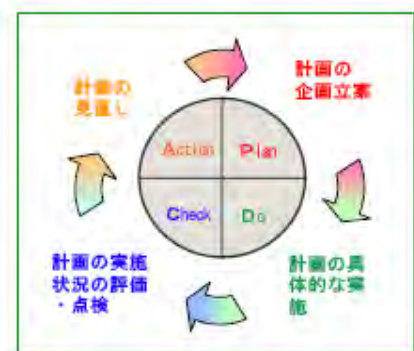 計画の
見直し
計画の
企画立案
Action
Plan
Check
Do
計画の実施
状況の評価
・点検
計画の具
体的な実
施